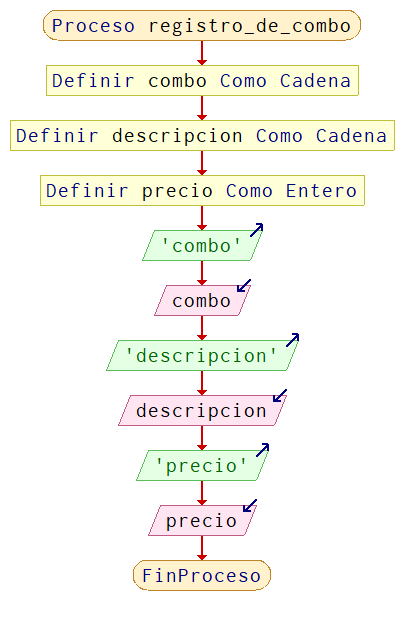 Proceso registro_de_combo
Definir combo Como Cadena
Definir descripcion Como Cadena
Definir precio Como Entero
'combo'
combo
'descripcion'
descripcion
'precio'
precio
FinProceso